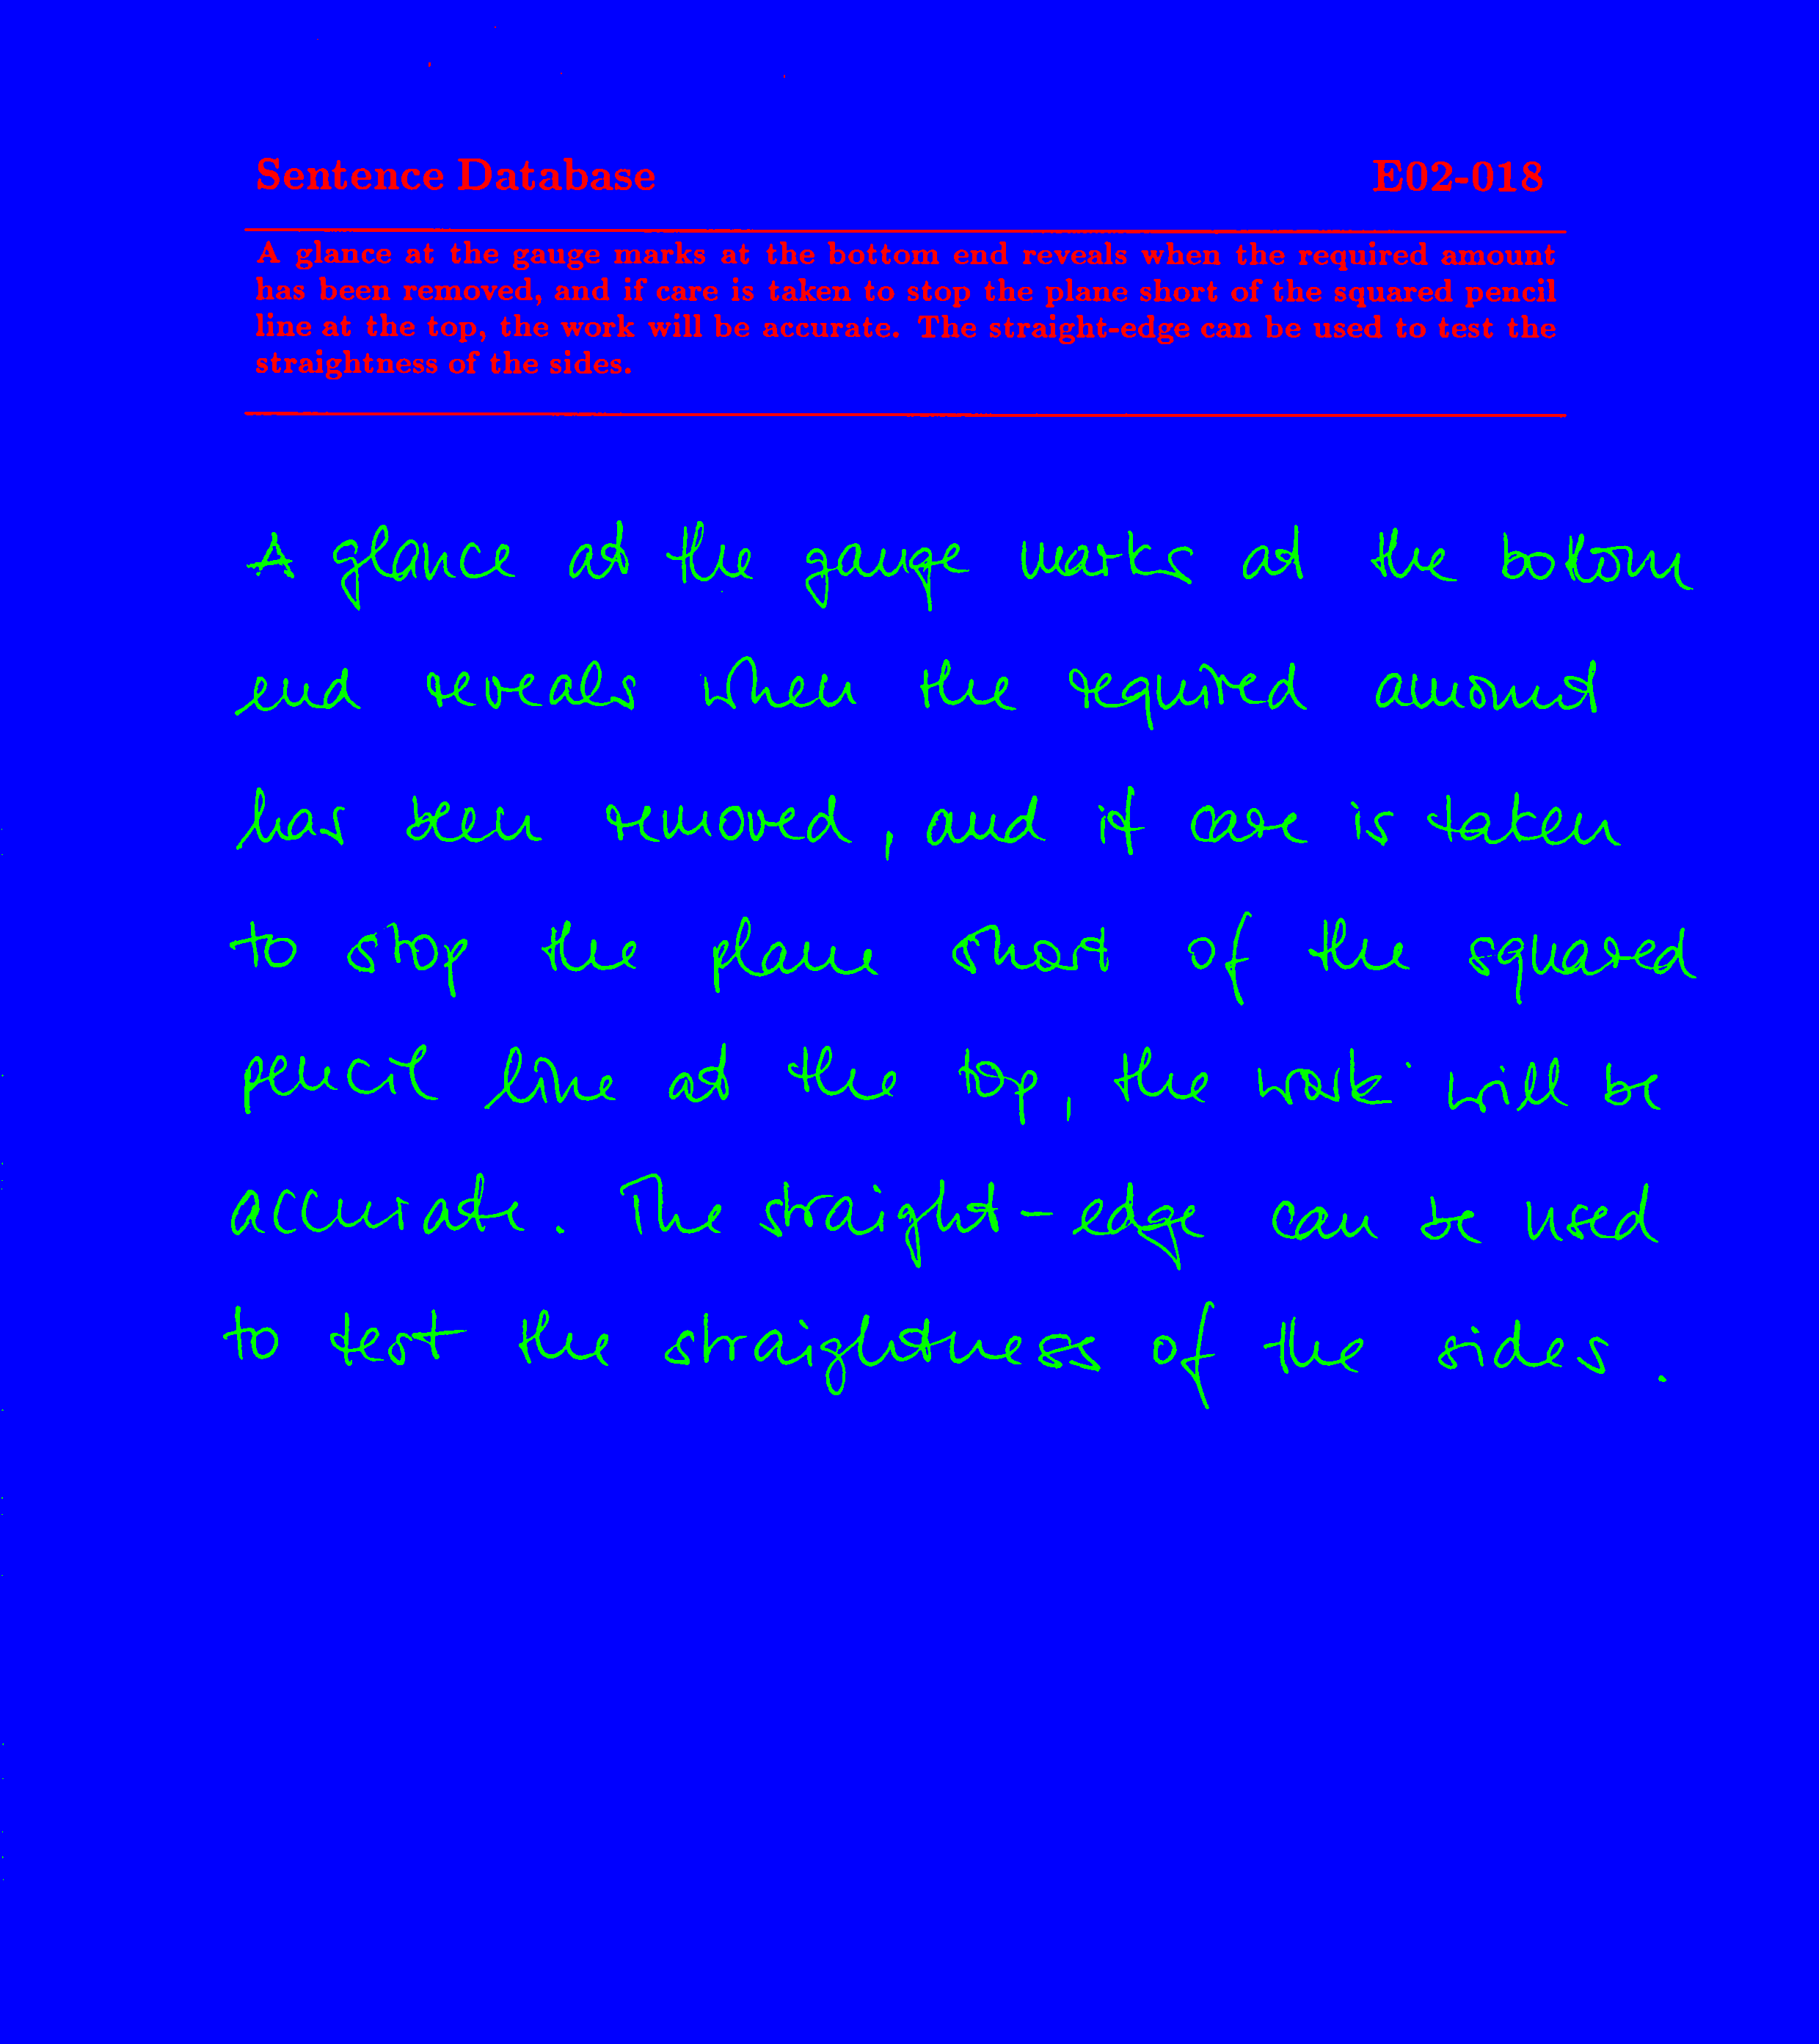 Sentence Database E02-018
A glance at the gauge marks at the bottom end reveals when the required amount
has been removed, and if care is taken to stop the plane short of the squared pencil
line at the top, the work will be accurate. The straight-edge can be used to test the
straightness of the sides.
A glance at the gauge marks at the bottom
end reveals when the required amount
has been removed, and if care is taken
to stop the plane short of the squared
pencil line at the top, the work will be
accurate. The straight-edge can be used
to test the straightness of the sides.